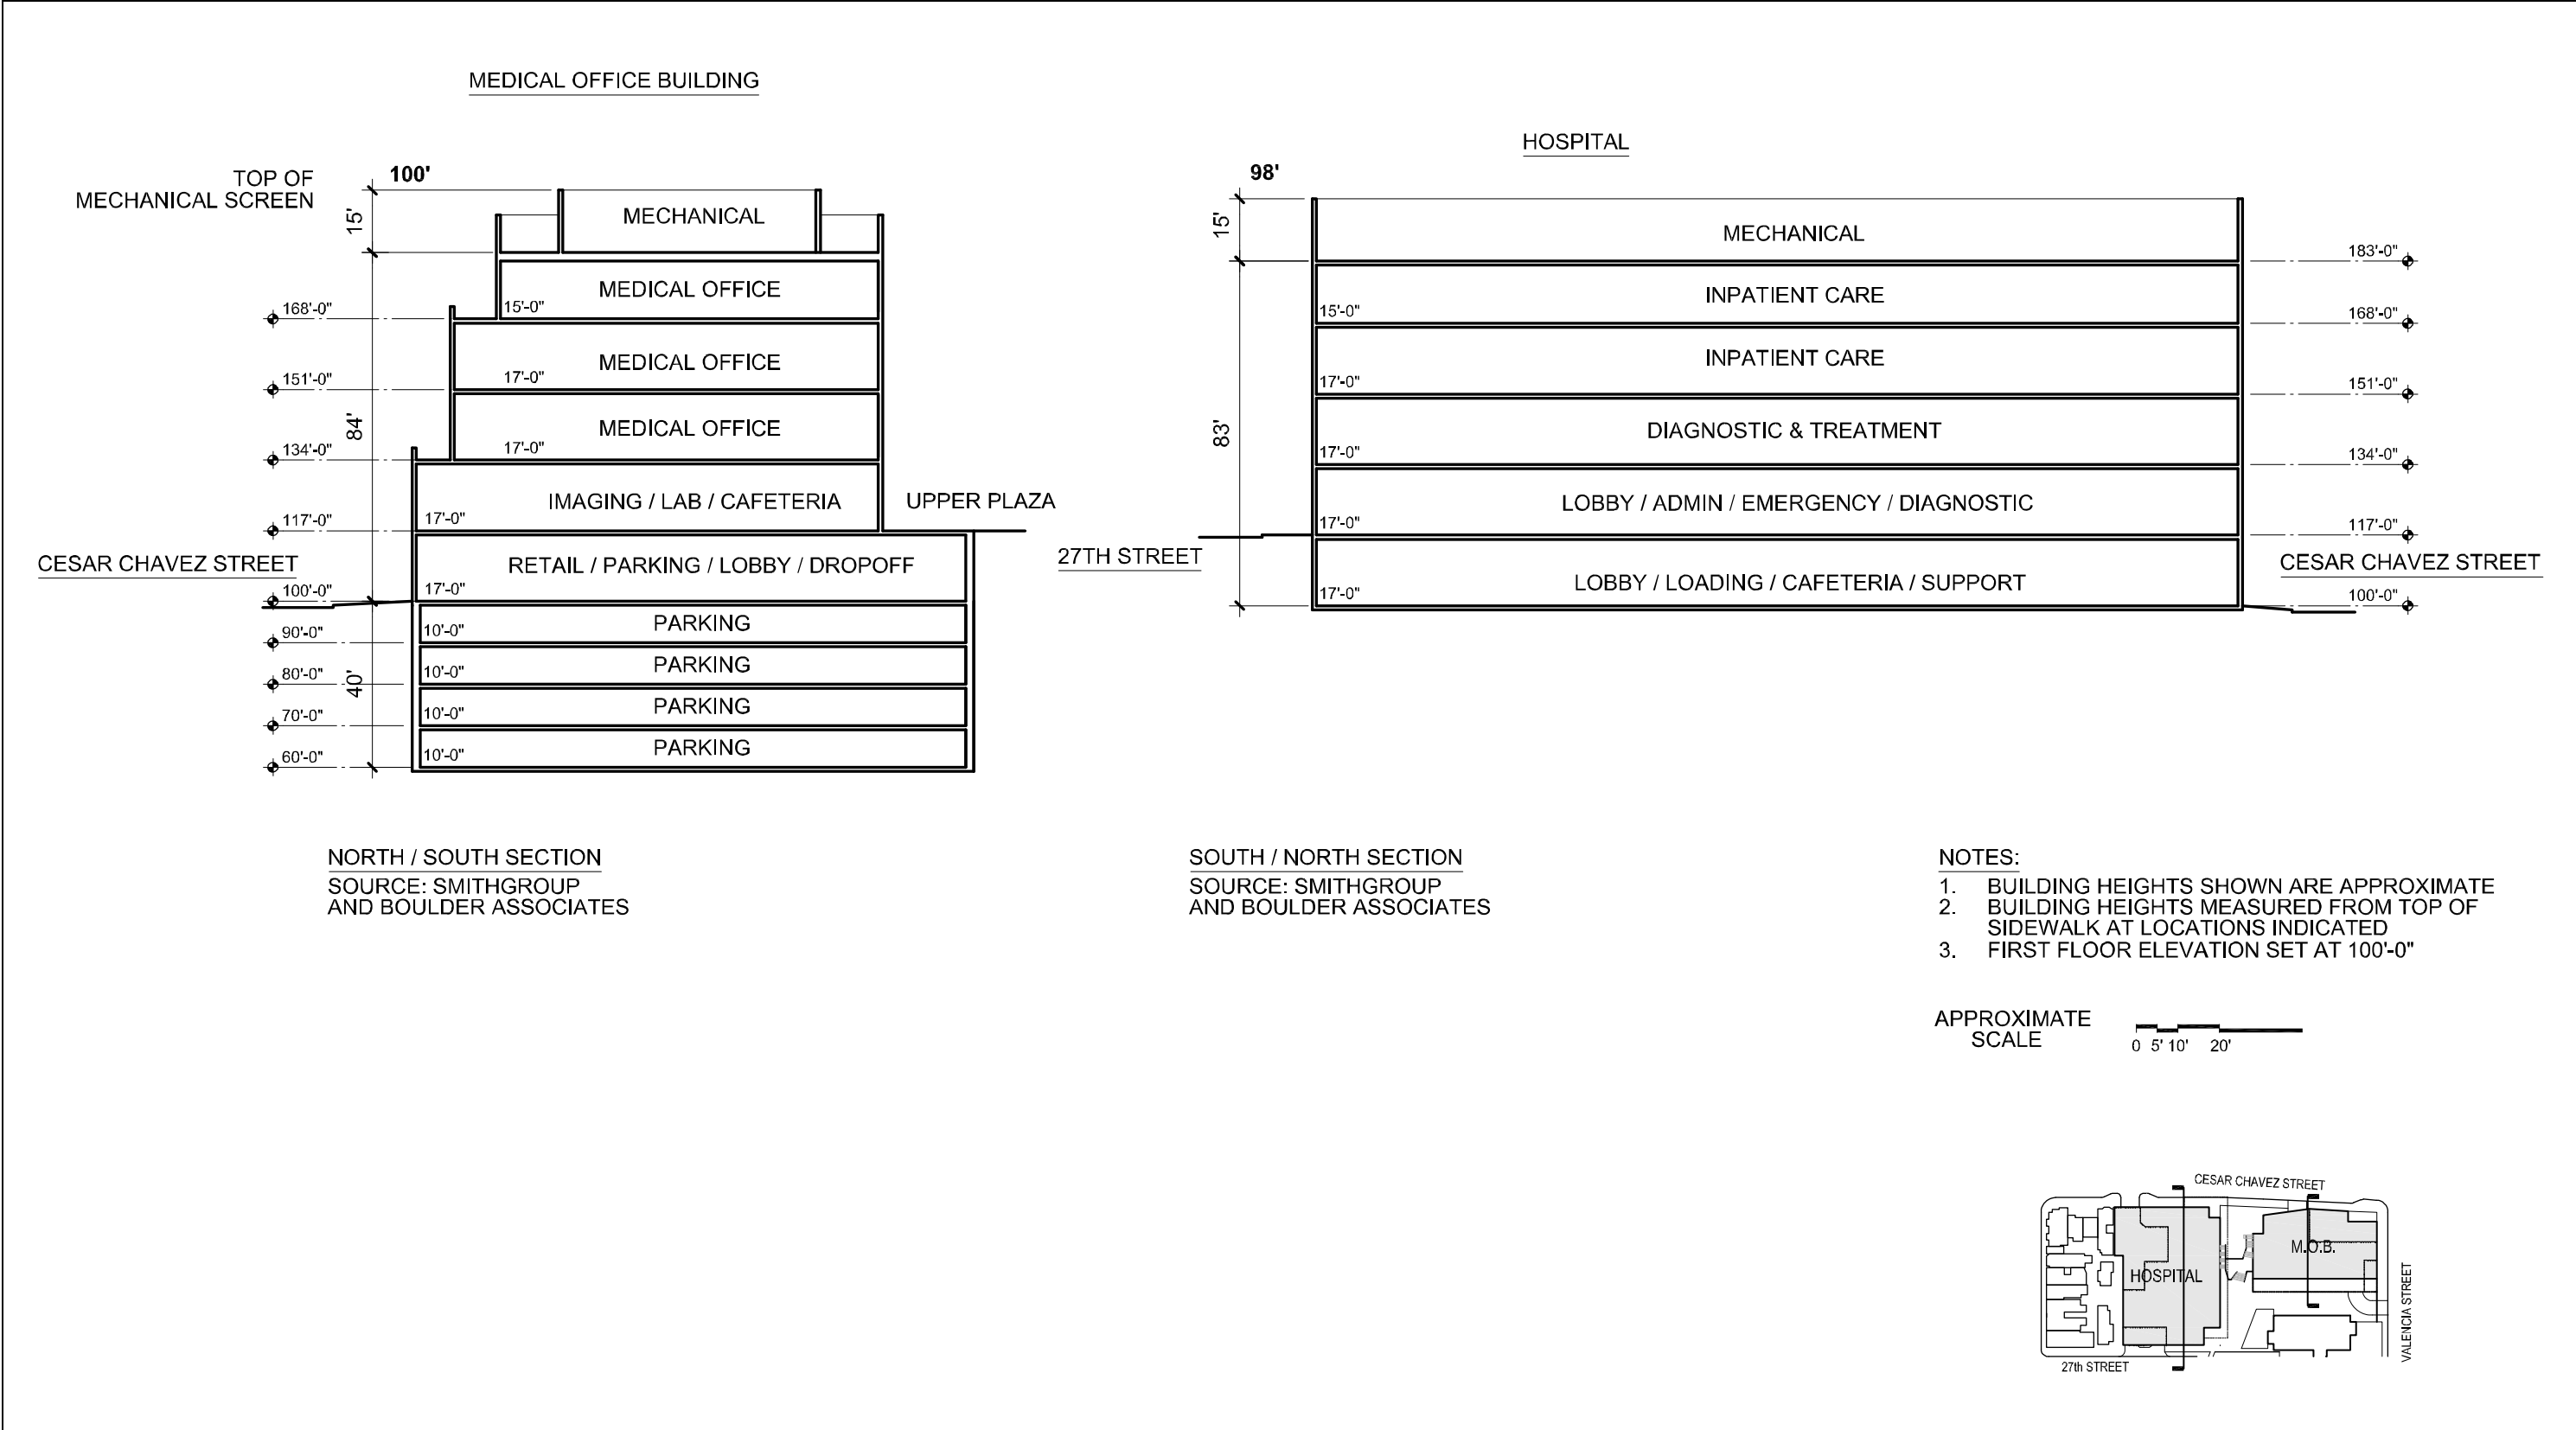 MEDICAL OFFICE BUILDING
TOP OF
MECHANICAL SCREEN
100'
15'
84'
40'
MECHANICAL
MEDICAL OFFICE
15'-0"
168'-0"
MEDICAL OFFICE
17'-0"
151'-0"
MEDICAL OFFICE
17'-0"
134'-0"
IMAGING / LAB / CAFETERIA
17'-0"
117'-0"
UPPER PLAZA
CESAR CHAVEZ STREET
RETAIL / PARKING / LOBBY / DROPOFF
17'-0"
100'-0"
PARKING
10'-0"
90'-0"
PARKING
10'-0"
80'-0"
PARKING
10'-0"
70'-0"
PARKING
10'-0"
60'-0"
NORTH / SOUTH SECTION
SOURCE: SMITHGROUP
AND BOULDER ASSOCIATES
HOSPITAL
98'
15'
83'
MECHANICAL
183'-0"
INPATIENT CARE
15'-0"
168'-0"
INPATIENT CARE
17'-0"
151'-0"
DIAGNOSTIC & TREATMENT
17'-0"
134'-0"
LOBBY / ADMIN / EMERGENCY / DIAGNOSTIC
17'-0"
117'-0"
27TH STREET
CESAR CHAVEZ STREET
LOBBY / LOADING / CAFETERIA / SUPPORT
17'-0"
100'-0"
SOUTH / NORTH SECTION
SOURCE: SMITHGROUP
AND BOULDER ASSOCIATES
NOTES:
1. BUILDING HEIGHTS SHOWN ARE APPROXIMATE
2. BUILDING HEIGHTS MEASURED FROM TOP OF
SIDEWALK AT LOCATIONS INDICATED
3. FIRST FLOOR ELEVATION SET AT 100'-0"
APPROXIMATE
SCALE
0 5' 10' 20'
CESAR CHAVEZ STREET
M.O.B.
HOSPITAL
VALENCIA STREET
27th STREET